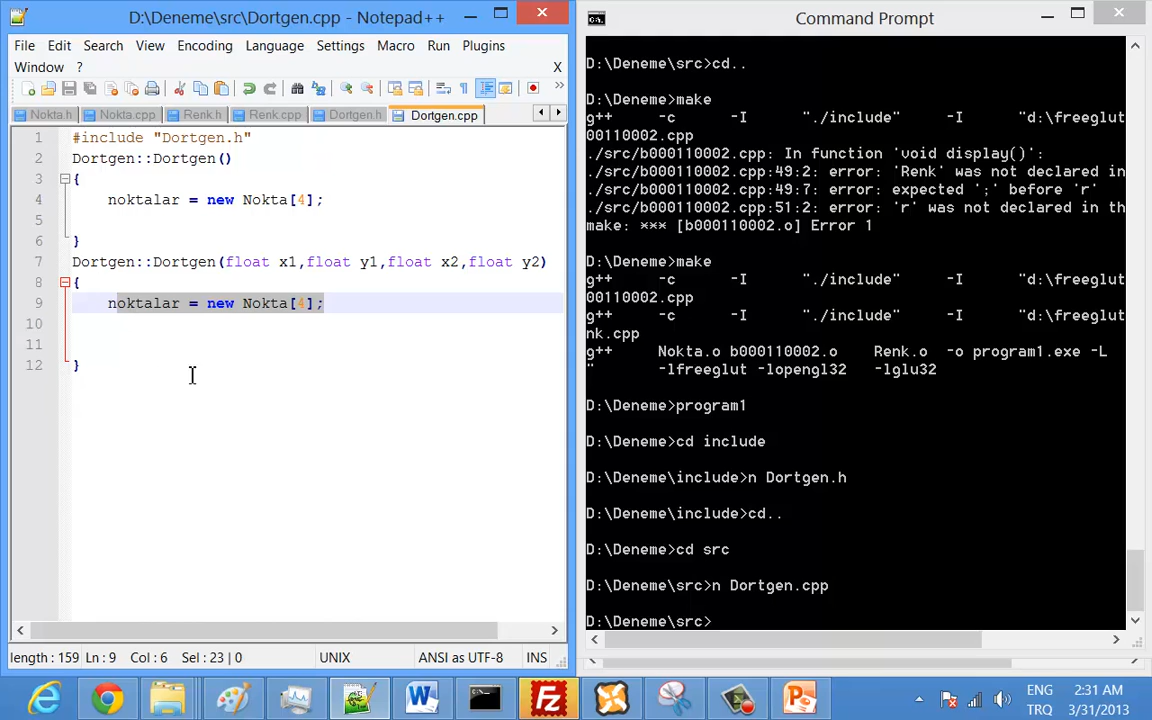 D:\Deneme\src\Dortgen.cpp - Notepad++
File Edit Search View Encoding Language Settings Macro Run Plugins
Window ? X
Nokta.h Nokta.cpp Renk.h Renk.cpp Dortgen.h Dortgen.cpp
1 #include "Dortgen.h"
2 Dortgen::Dortgen()
3 {
4 noktalar = new Nokta[4];
5
6 }
7 Dortgen::Dortgen(float x1,float y1,float x2,float y2)
8 {
9 noktalar = new Nokta[4];
10
11
12 }
length : 159 Ln : 9 Col : 6 Sel : 23 | 0 UNIX ANSI as UTF-8 INS
Command Prompt
D:\Deneme\src>cd..
D:\Deneme>make
g++ -c -I "./include" -I "d:\freeglut
00110002.cpp
./src/b000110002.cpp: In function 'void display()':
./src/b000110002.cpp:49:2: error: 'Renk' was not declared in
./src/b000110002.cpp:49:7: error: expected ';' before 'r'
./src/b000110002.cpp:51:2: error: 'r' was not declared in th
make: *** [b000110002.o] Error 1
D:\Deneme>make
g++ -c -I "./include" -I "d:\freeglut
00110002.cpp
g++ -c -I "./include" -I "d:\freeglut
nk.cpp
g++ Nokta.o b000110002.o Renk.o -o program1.exe -L
" -lfreeglut -lopengl32 -lglu32
D:\Deneme>program1
D:\Deneme>cd include
D:\Deneme\include>n Dortgen.h
D:\Deneme\include>cd..
D:\Deneme>cd src
D:\Deneme\src>n Dortgen.cpp
D:\Deneme\src>
ENG 2:31 AM
TRQ 3/31/2013